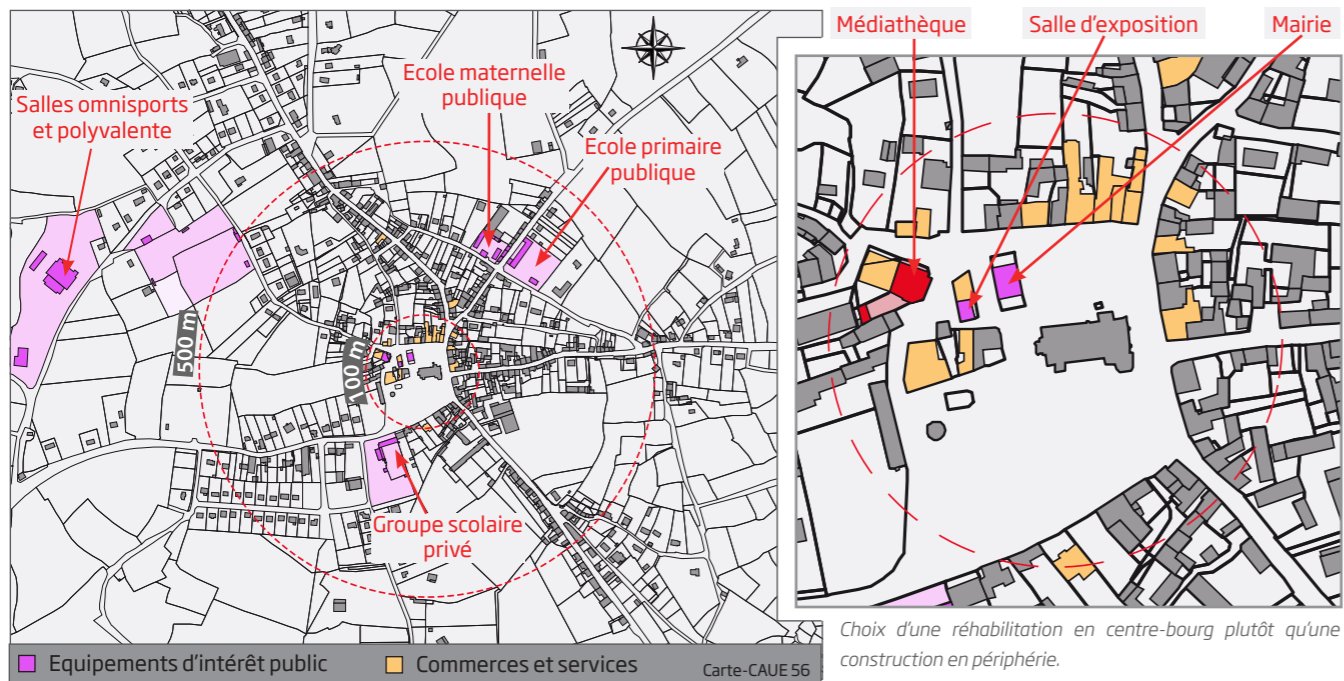 Salles omnisports
et polyvalente
Ecole maternelle
publique
Ecole primaire
publique
500 m
100 m
Groupe scolaire
privé
Equipements d'intérêt public
Commerces et services
Carte-CAUE 56
Médiathèque
Salle d'exposition
Mairie
Choix d'une réhabilitation en centre-bourg plutôt qu'une
construction en périphérie.